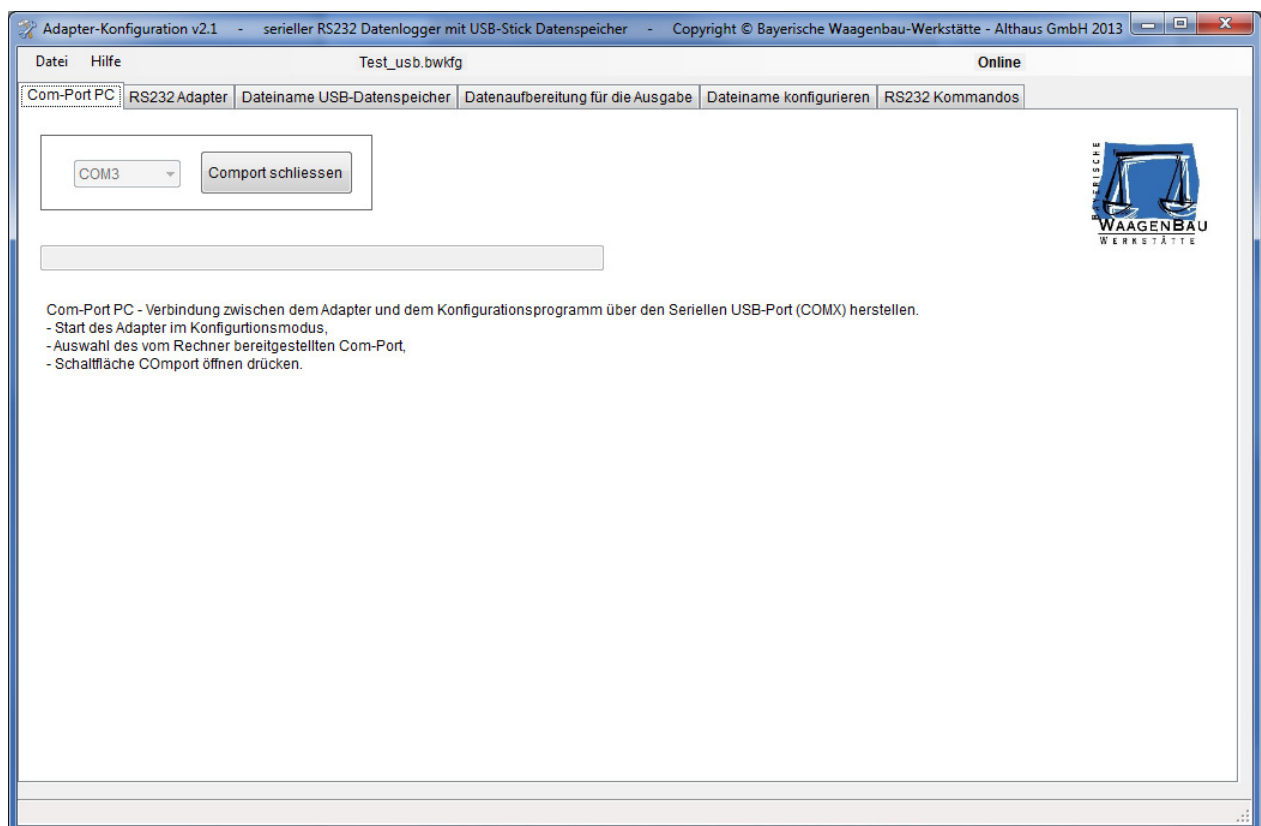 Adapter-Konfiguration v2.1 - serieller RS232 Datenlogger mit USB-Stick Datenspeicher - Copyright © Bayerische Waagenbau-Werkstätte - Althaus GmbH 2013
Datei Hilfe Test_usb.bwkfg Online
Com-Port PC RS232 Adapter Dateiname USB-Datenspeicher Datenaufbereitung für die Ausgabe Dateiname konfigurieren RS232 Kommandos
COM3 Comport schliessen
BAYERISCHE
WAAGENBAU
WERKSTÄTTE
Com-Port PC - Verbindung zwischen dem Adapter und dem Konfigurationsprogramm über den Seriellen USB-Port (COMX) herstellen.
- Start des Adapter im Konfigurtionsmodus,
- Auswahl des vom Rechner bereitgestellten Com-Port,
- Schaltfläche COmport öffnen drücken.